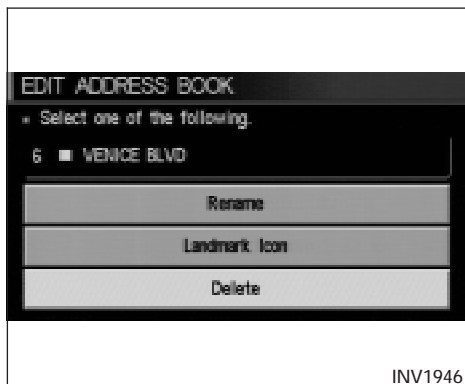 EDIT ADDRESS BOOK
Select one of the following.
6 ■ VENICE BLVD
Rename
Landmark Icon
Delete
INV1946